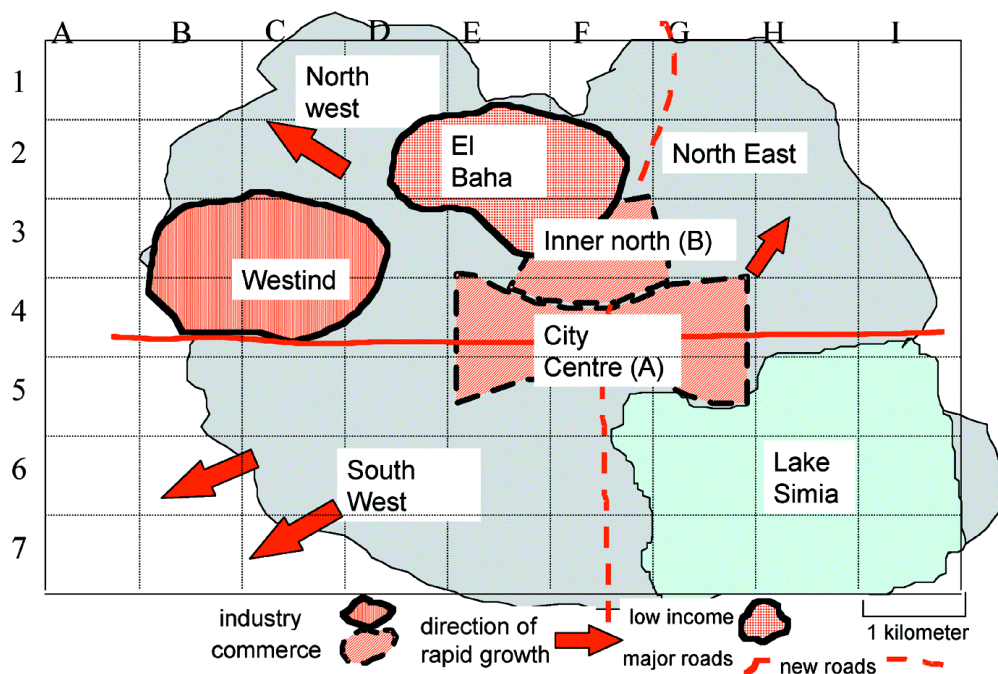 A B C D E F G H I
1
2
3
4
5
6
7
North
west
El
Baha
North East
Inner north (B)
Westind
City
Centre (A)
South
West
Lake
Simia
industry
commerce
direction of
rapid growth
low income
major roads
new roads
1 kilometer